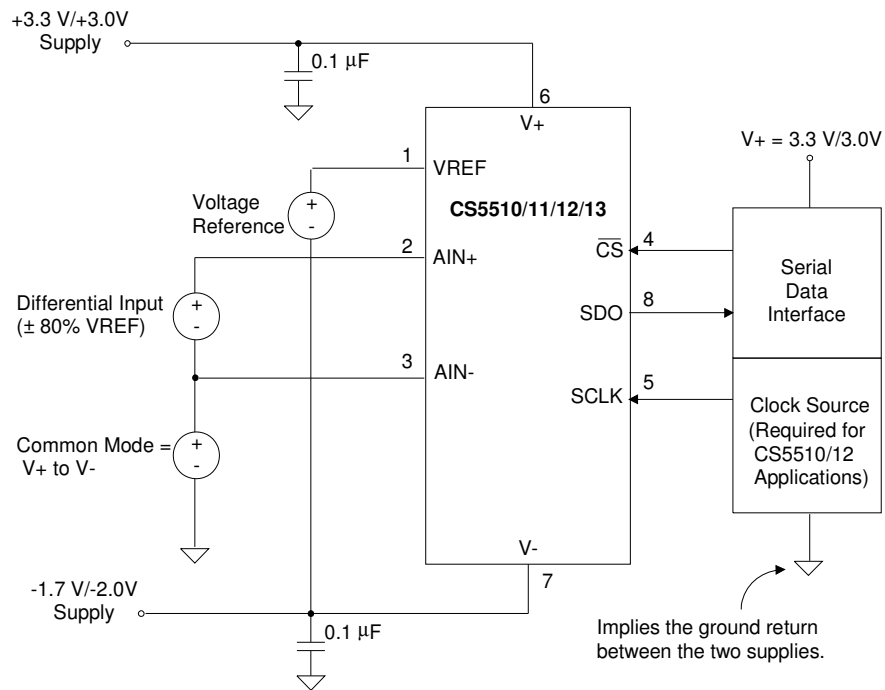 +3.3 V/+3.0V
Supply
0.1 µF
6
V+
V+ = 3.3 V/3.0V
1
VREF
Voltage
Reference
+
-
CS5510/11/12/13
2
AIN+
CS
4
Serial
Data
Interface
Differential Input
(± 80% VREF)
+
-
SDO
8
3
AIN-
SCLK
5
Clock Source
(Required for
CS5510/12
Applications)
Common Mode =
V+ to V-
+
-
V-
7
-1.7 V/-2.0V
Supply
0.1 µF
Implies the ground return
between the two supplies.